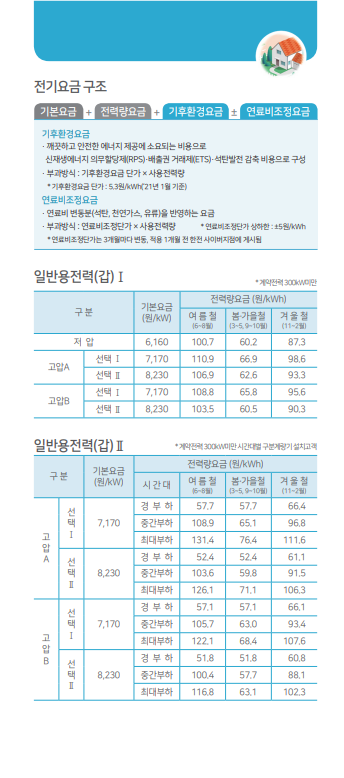 전기요금 구조
기본요금 + 전력량요금 + 기후환경요금 ± 연료비조정요금
기후환경요금
· 깨끗하고 안전한 에너지 제공에 소요되는 비용으로
신재생에너지 의무할당제(RPS)·배출권 거래제(ETS)·석탄발전 감축 비용으로 구성
· 부과방식 : 기후환경요금 단가 × 사용전력량
* 기후환경요금 단가 : 5.3원/kWh('21년 1월 기준)
연료비조정요금
· 연료비 변동분(석탄, 천연가스, 유류)을 반영하는 요금
· 부과방식 : 연료비조정단가 × 사용전력량 * 연료비조정단가 상하한 : ±5원/kWh
* 연료비조정단가는 3개월마다 변동, 적용 1개월 전 한전 사이버지점에 게시됨
일반용전력(갑) Ⅰ
* 계약전력 300kW미만
구 분 기본요금 (원/kW) 전력량요금 (원/kWh)
여 름 철 (6~8월) 봄·가을철 (3~5, 9~10월) 겨 울 철 (11~2월)
저 압 6,160 100.7 60.2 87.3
고압A 선택 Ⅰ 7,170 110.9 66.9 98.6
선택 Ⅱ 8,230 106.9 62.6 93.3
고압B 선택 Ⅰ 7,170 108.8 65.8 95.6
선택 Ⅱ 8,230 103.5 60.5 90.3
일반용전력(갑) Ⅱ
* 계약전력 300kW미만 시간대별 구분계량기 설치고객
구 분 기본요금 (원/kW) 전력량요금 (원/kWh)
시 간 대 여 름 철 (6~8월) 봄·가을철 (3~5, 9~10월) 겨 울 철 (11~2월)
고압A 선택Ⅰ 7,170 경 부 하 57.7 57.7 66.4
중간부하 108.9 65.1 96.8
최대부하 131.4 76.4 111.6
선택Ⅱ 8,230 경 부 하 52.4 52.4 61.1
중간부하 103.6 59.8 91.5
최대부하 126.1 71.1 106.3
고압B 선택Ⅰ 7,170 경 부 하 57.1 57.1 66.1
중간부하 105.7 63.0 93.4
최대부하 122.1 68.4 107.6
선택Ⅱ 8,230 경 부 하 51.8 51.8 60.8
중간부하 100.4 57.7 88.1
최대부하 116.8 63.1 102.3